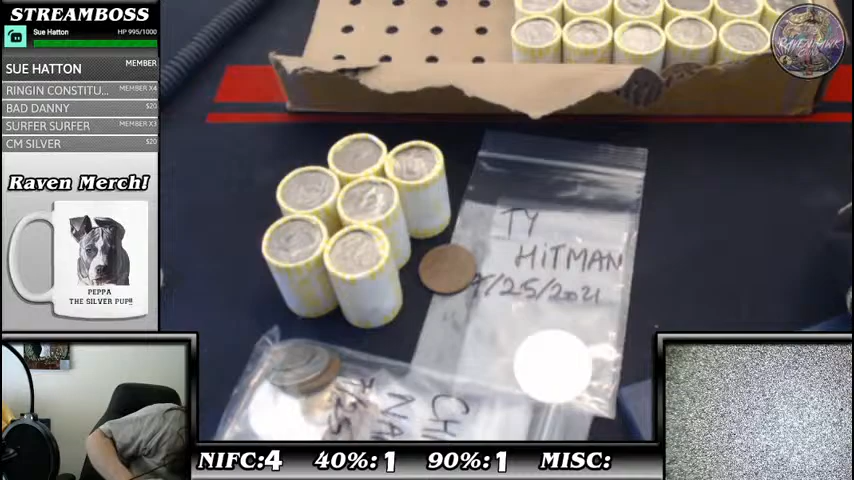 STREAMBOSS
Sue Hatton
HP 995/1000
SUE HATTON MEMBER
RINGIN CONSTITU... MEMBER X4
BAD DANNY $20
SURFER SURFER MEMBER X3
CM SILVER $20
Raven Merch!
PEPPA
THE SILVER PUP!!
TY
HITMAN
/25/2021
NIFC:4 40%:1 90%:1 MISC: